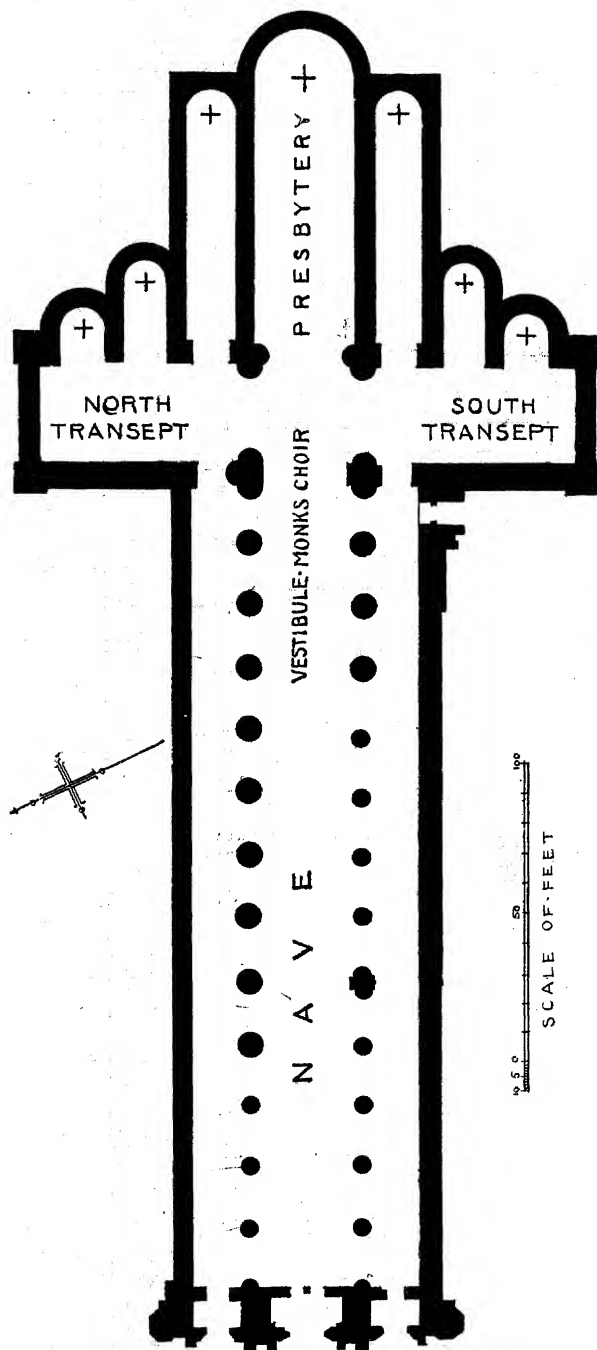 PRESBYTERY
NORTH
TRANSEPT
SOUTH
TRANSEPT
VESTIBULE·MONKS CHOIR
NAVE
10 5 0 50 100
SCALE OF·FEET